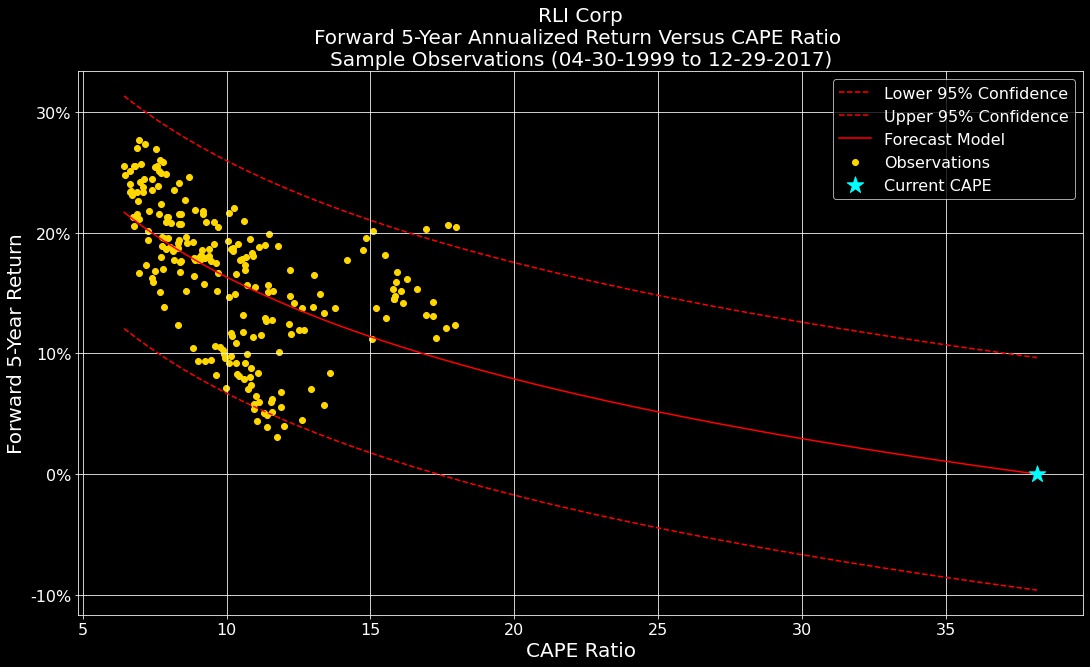 RLI Corp
Forward 5-Year Annualized Return Versus CAPE Ratio
Sample Observations (04-30-1999 to 12-29-2017)
Lower 95% Confidence
Upper 95% Confidence
Forecast Model
Observations
Current CAPE
Forward 5-Year Return
30%
20%
10%
0%
-10%
5 10 15 20 25 30 35
CAPE Ratio